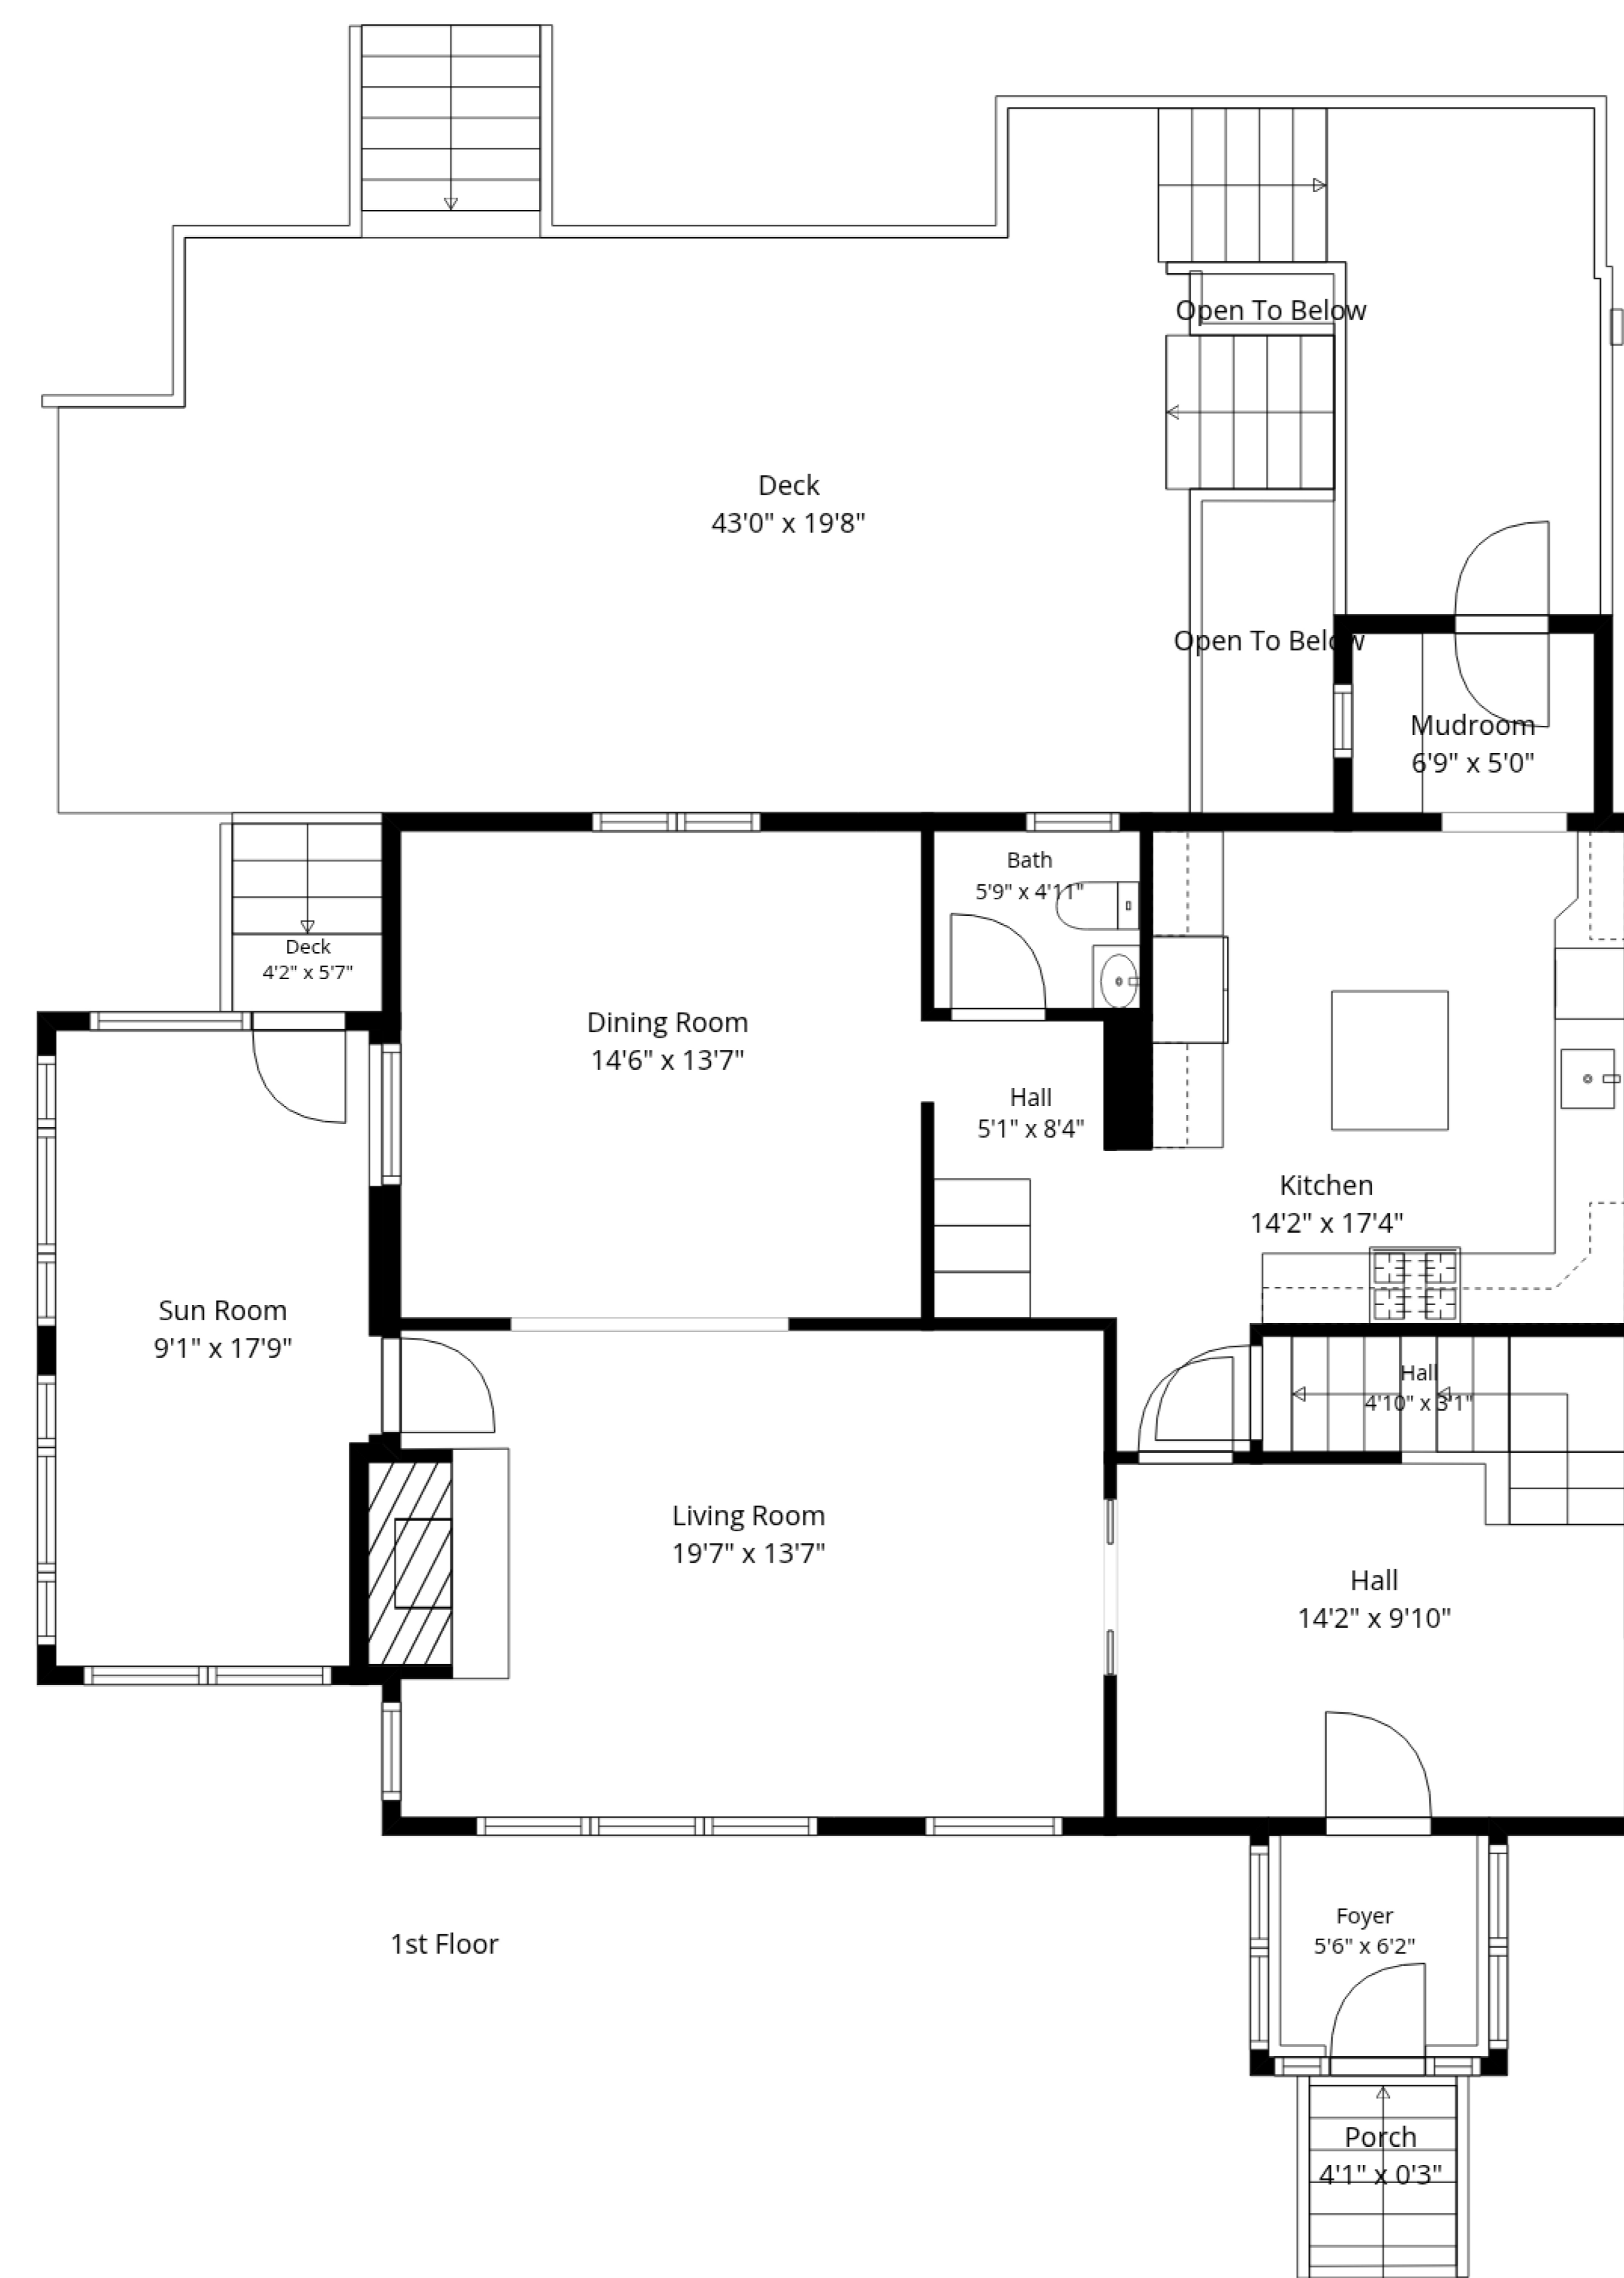 Open To Below
Deck
43'0" x 19'8"
Open To Below
Mudroom
6'9" x 5'0"
Bath
5'9" x 4'11"
Deck
4'2" x 5'7"
Dining Room
14'6" x 13'7"
Hall
5'1" x 8'4"
Kitchen
14'2" x 17'4"
Sun Room
9'1" x 17'9"
Hall
4'10" x 3'1"
Living Room
19'7" x 13'7"
Hall
14'2" x 9'10"
Foyer
5'6" x 6'2"
1st Floor
Porch
4'1" x 0'3"